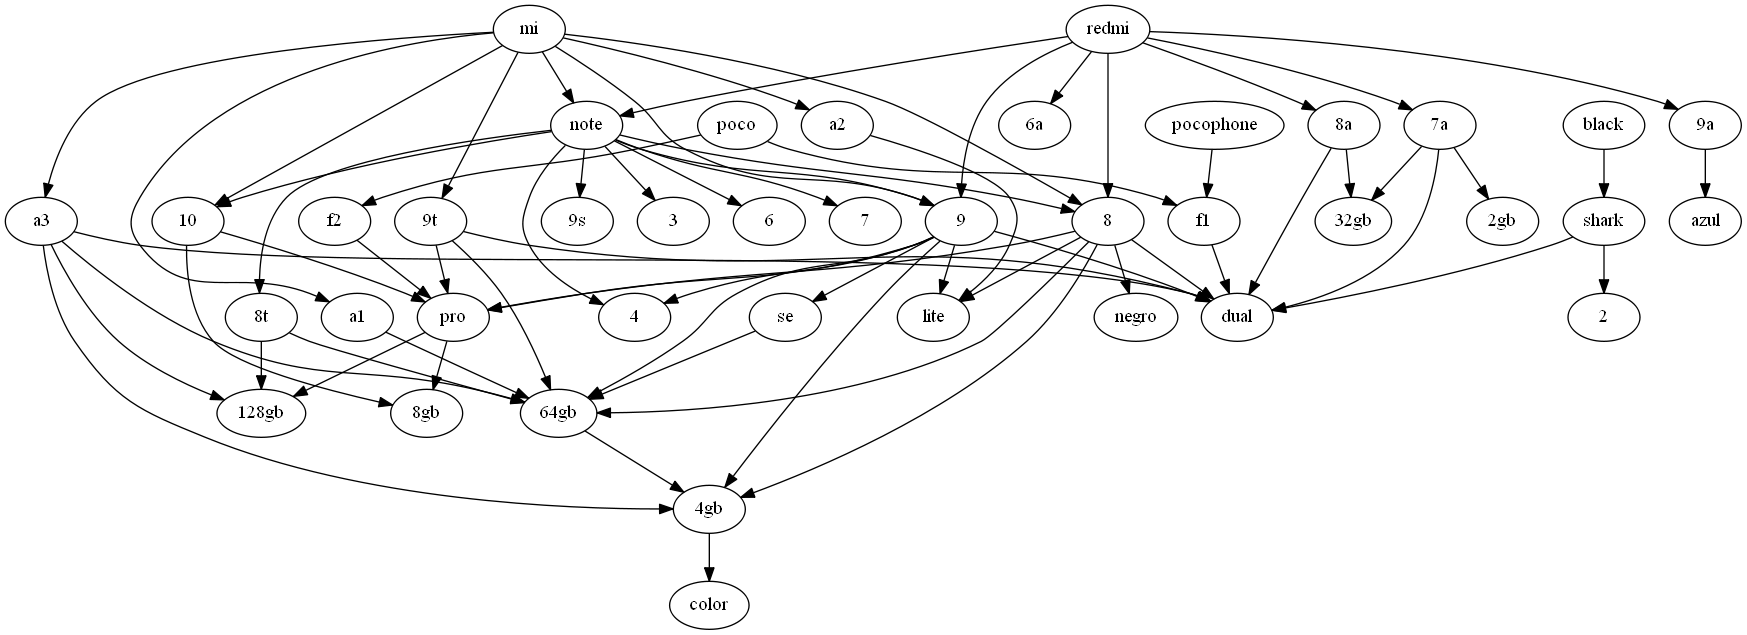 mi
redmi
note
poco
a2
6a
pocophone
8a
7a
black
9a
a3
10
f2
9t
9s
3
6
7
9
8
f1
32gb
2gb
shark
azul
8t
a1
pro
4
se
lite
negro
dual
2
128gb
8gb
64gb
4gb
color